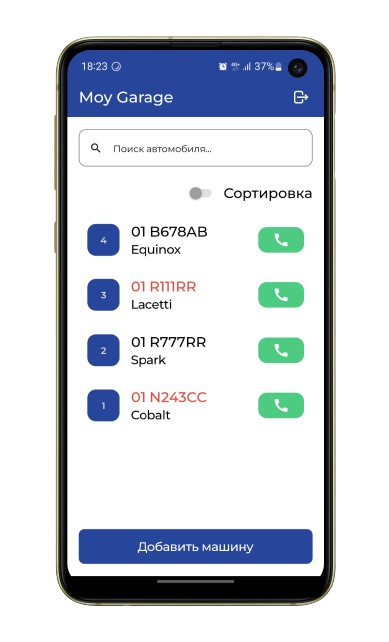 18:23 37%
Moy Garage
Поиск автомобиля...
Сортировка
4 01 B678AB
Equinox
3 01 R111RR
Lacetti
2 01 R777RR
Spark
1 01 N243CC
Cobalt
Добавить машину